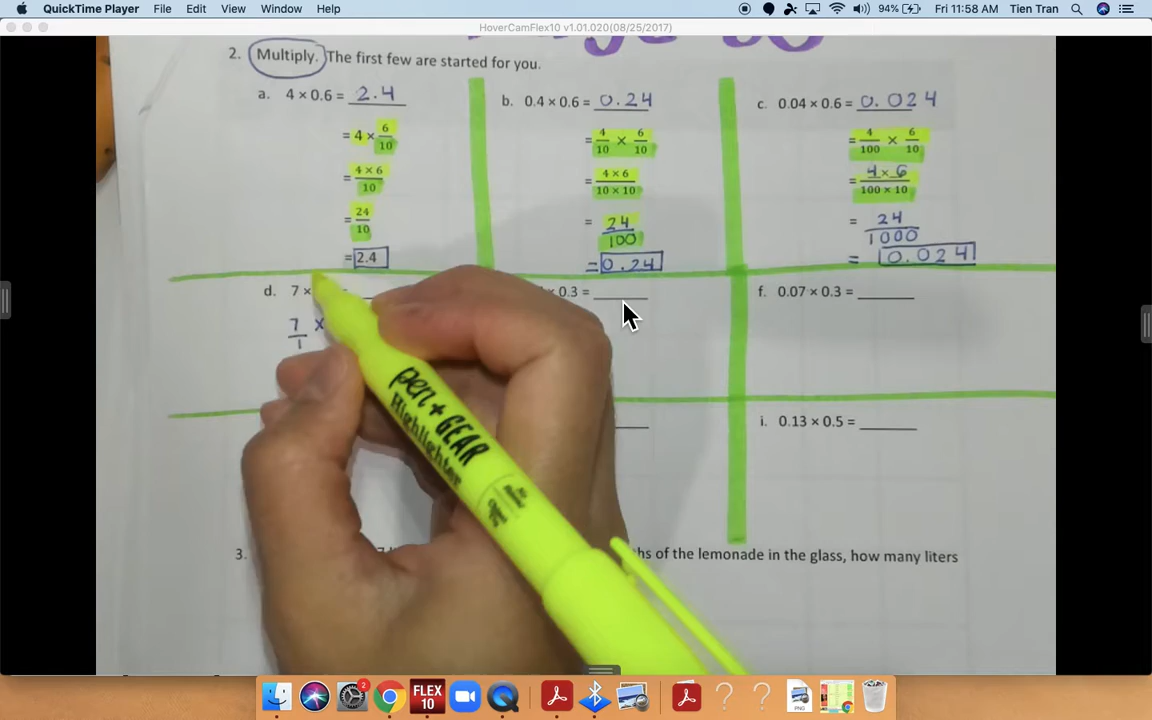 QuickTime Player File Edit View Window Help 94% Fri 11:58 AM Tien Tran
HoverCamFlex10 v1.01.020(08/25/2017)
2. Multiply. The first few are started for you.
a. 4 × 0.6 = 2.4
= 4 × 6/10
= 4 × 6/10
= 24/10
= 2.4
b. 0.4 × 0.6 = 0.24
= 4/10 × 6/10
= 4 × 6/10 × 10
= 24/100
= 0.24
c. 0.04 × 0.6 = 0.024
= 4/100 × 6/10
= 4 × 6/100 × 10
= 24/1000
= 0.024
d. 7 ×
7/1 ×
× 0.3 =
f. 0.07 × 0.3 =
i. 0.13 × 0.5 =
3.
of the lemonade in the glass, how many liters
pen+GEAR
Highlighter
FLEX
10
2
PNG